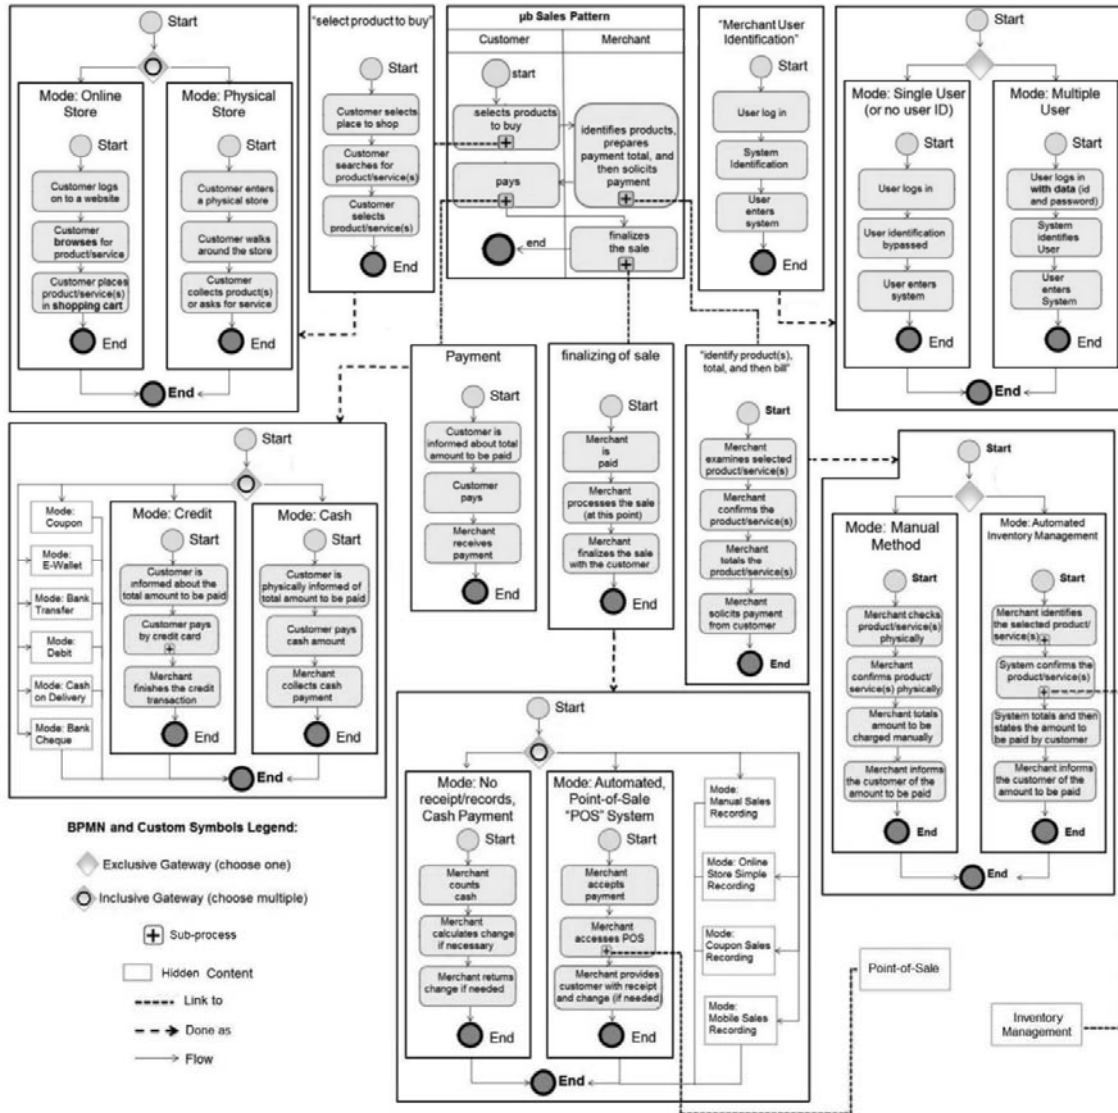 Start
Mode: Online
Store
Start
Customer logs
on to a website
Customer
browses for
product/service
Customer places
product/service(s)
in shopping cart
End
Mode: Physical
Store
Start
Customer enters
a physical store
Customer walks
around the store
Customer
collects product(s)
or asks for service
End
End
"select product to buy"
Start
Customer selects
place to shop
Customer
searches for
product/service(s)
Customer
selects
product/service(s)
End
µb Sales Pattern
Customer
Merchant
start
selects products
to buy
identifies products,
prepares
payment total, and
then solicits
payment
pays
finalizes
the sale
end
"Merchant User
Identification"
Start
User log in
System
Identification
User
enters
system
End
Start
Mode: Single User
(or no user ID)
Start
User logs in
User identification
bypassed
User enters
system
End
Mode: Multiple
User
Start
User logs in
with data (id
and password)
System
identifies
User
User
enters
System
End
End
Payment
Start
Customer is
informed about total
amount to be paid
Customer
pays
Merchant
receives
payment
End
finalizing of sale
Start
Merchant
is
paid
Merchant
processes the sale
(at this point)
Merchant
finalizes the sale
with the customer
End
"identify product(s),
total, and then bill"
Start
Merchant
examines selected
product/service(s)
Merchant
confirms the
product/service(s)
Merchant
totals the
product/service(s)
Merchant
solicits payment
from customer
End
Start
Mode:
Coupon
Mode:
E-Wallet
Mode: Bank
Transfer
Mode:
Debit
Mode: Cash
on Delivery
Mode: Bank
Cheque
Mode: Credit
Start
Customer is
informed about the
total amount to be paid
Customer pays
by credit card
Merchant
finishes the credit
transaction
End
Mode: Cash
Start
Customer is
physically informed of
total amount to be paid
Customer pays
cash amount
Merchant
collects cash
payment
End
End
Start
Mode: Manual
Method
Start
Merchant checks
product/service(s)
physically
Merchant
confirms product/
service(s) physically
Merchant totals
amount to be
charged manually
Merchant informs
the customer of the
amount to be paid
End
Mode: Automated
Inventory Management
Start
Merchant identifies
the selected product/
service(s)
System confirms the
product/service(s)
System totals and then
states the amount to
be paid by customer
Merchant informs
the customer of the
amount to be paid
End
End
Start
Mode: No
receipt/records,
Cash Payment
Start
Merchant
counts
cash
Merchant
calculates change
if necessary
Merchant returns
change if needed
End
Mode: Automated,
Point-of-Sale
"POS" System
Start
Merchant
accepts
payment
Merchant
accesses POS
Merchant provides
customer with receipt
and change (if needed)
End
Mode:
Manual Sales
Recording
Mode: Online
Store Simple
Recording
Mode:
Coupon Sales
Recording
Mode:
Mobile Sales
Recording
End
BPMN and Custom Symbols Legend:
Exclusive Gateway (choose one)
Inclusive Gateway (choose multiple)
Sub-process
Hidden Content
Link to
Done as
Flow
Point-of-Sale
Inventory
Management